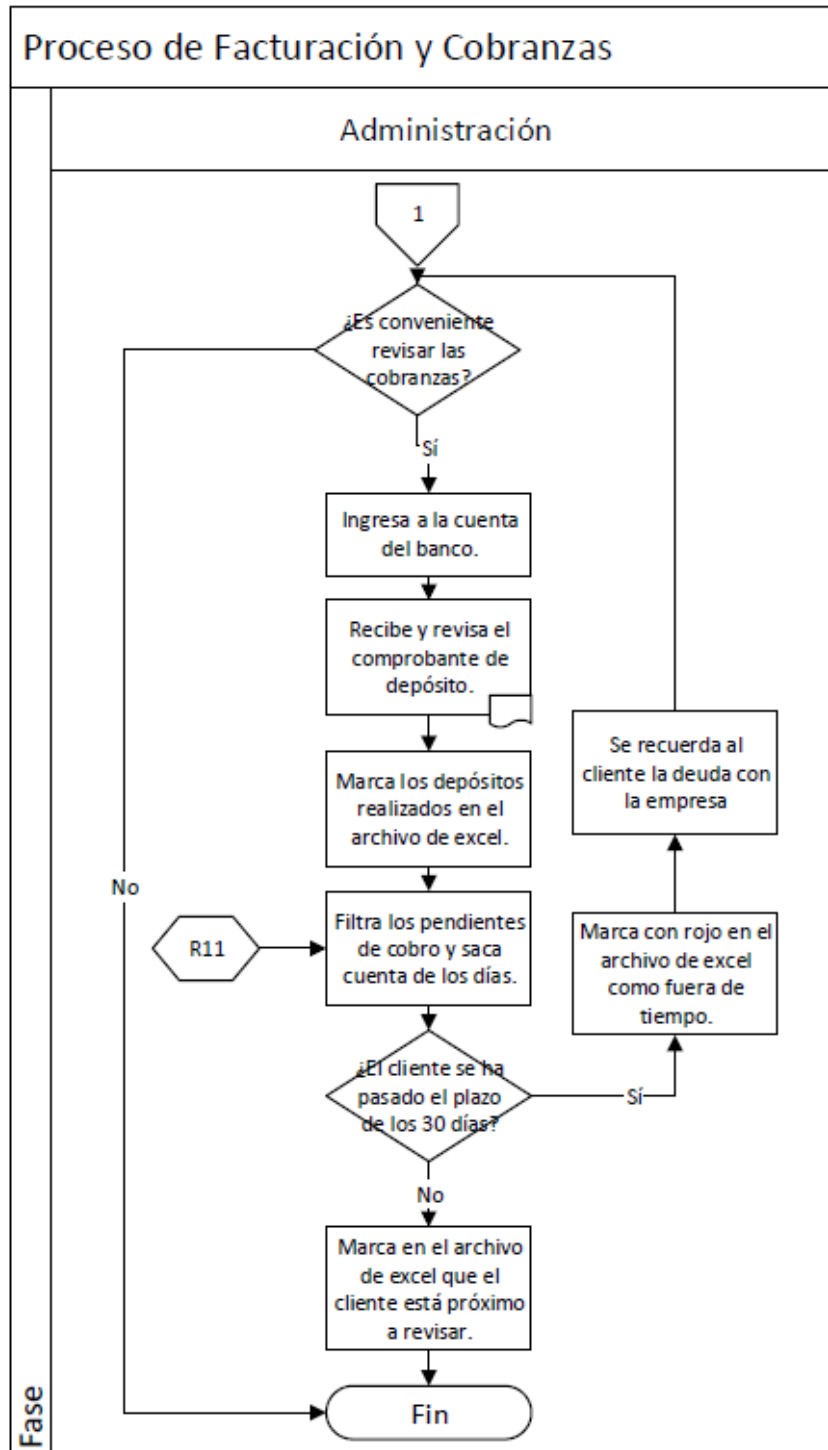 Proceso de Facturación y Cobranzas
Administración
1
¿Es conveniente
revisar las
cobranzas?
Sí
Ingresa a la cuenta
del banco.
Recibe y revisa el
comprobante de
depósito.
Marca los depósitos
realizados en el
archivo de excel.
No
R11
Filtra los pendientes
de cobro y saca
cuenta de los días.
¿El cliente se ha
pasado el plazo
de los 30 días?
Sí
Marca con rojo en el
archivo de excel
como fuera de
tiempo.
Se recuerda al
cliente la deuda con
la empresa
No
Marca en el archivo
de excel que el
cliente está próximo
a revisar.
Fin
Fase